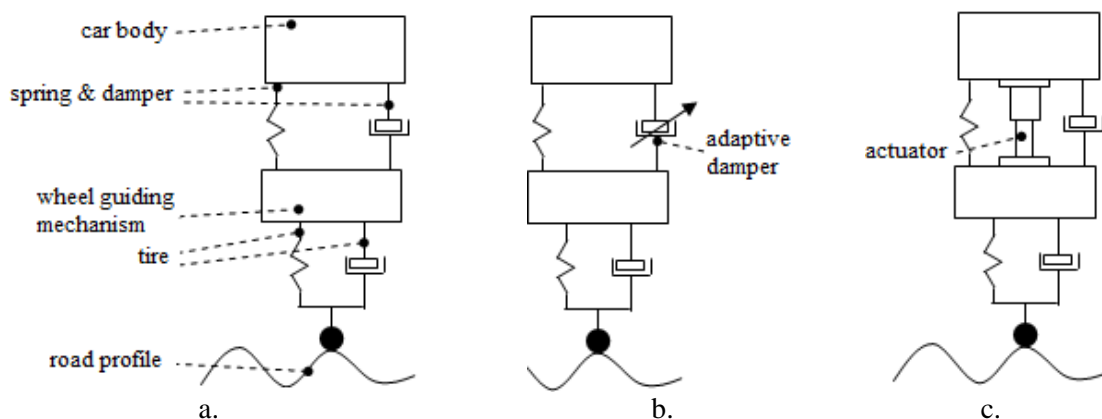 car body
spring & damper
wheel guiding
mechanism
tire
road profile
a.
adaptive
damper
b.
actuator
c.